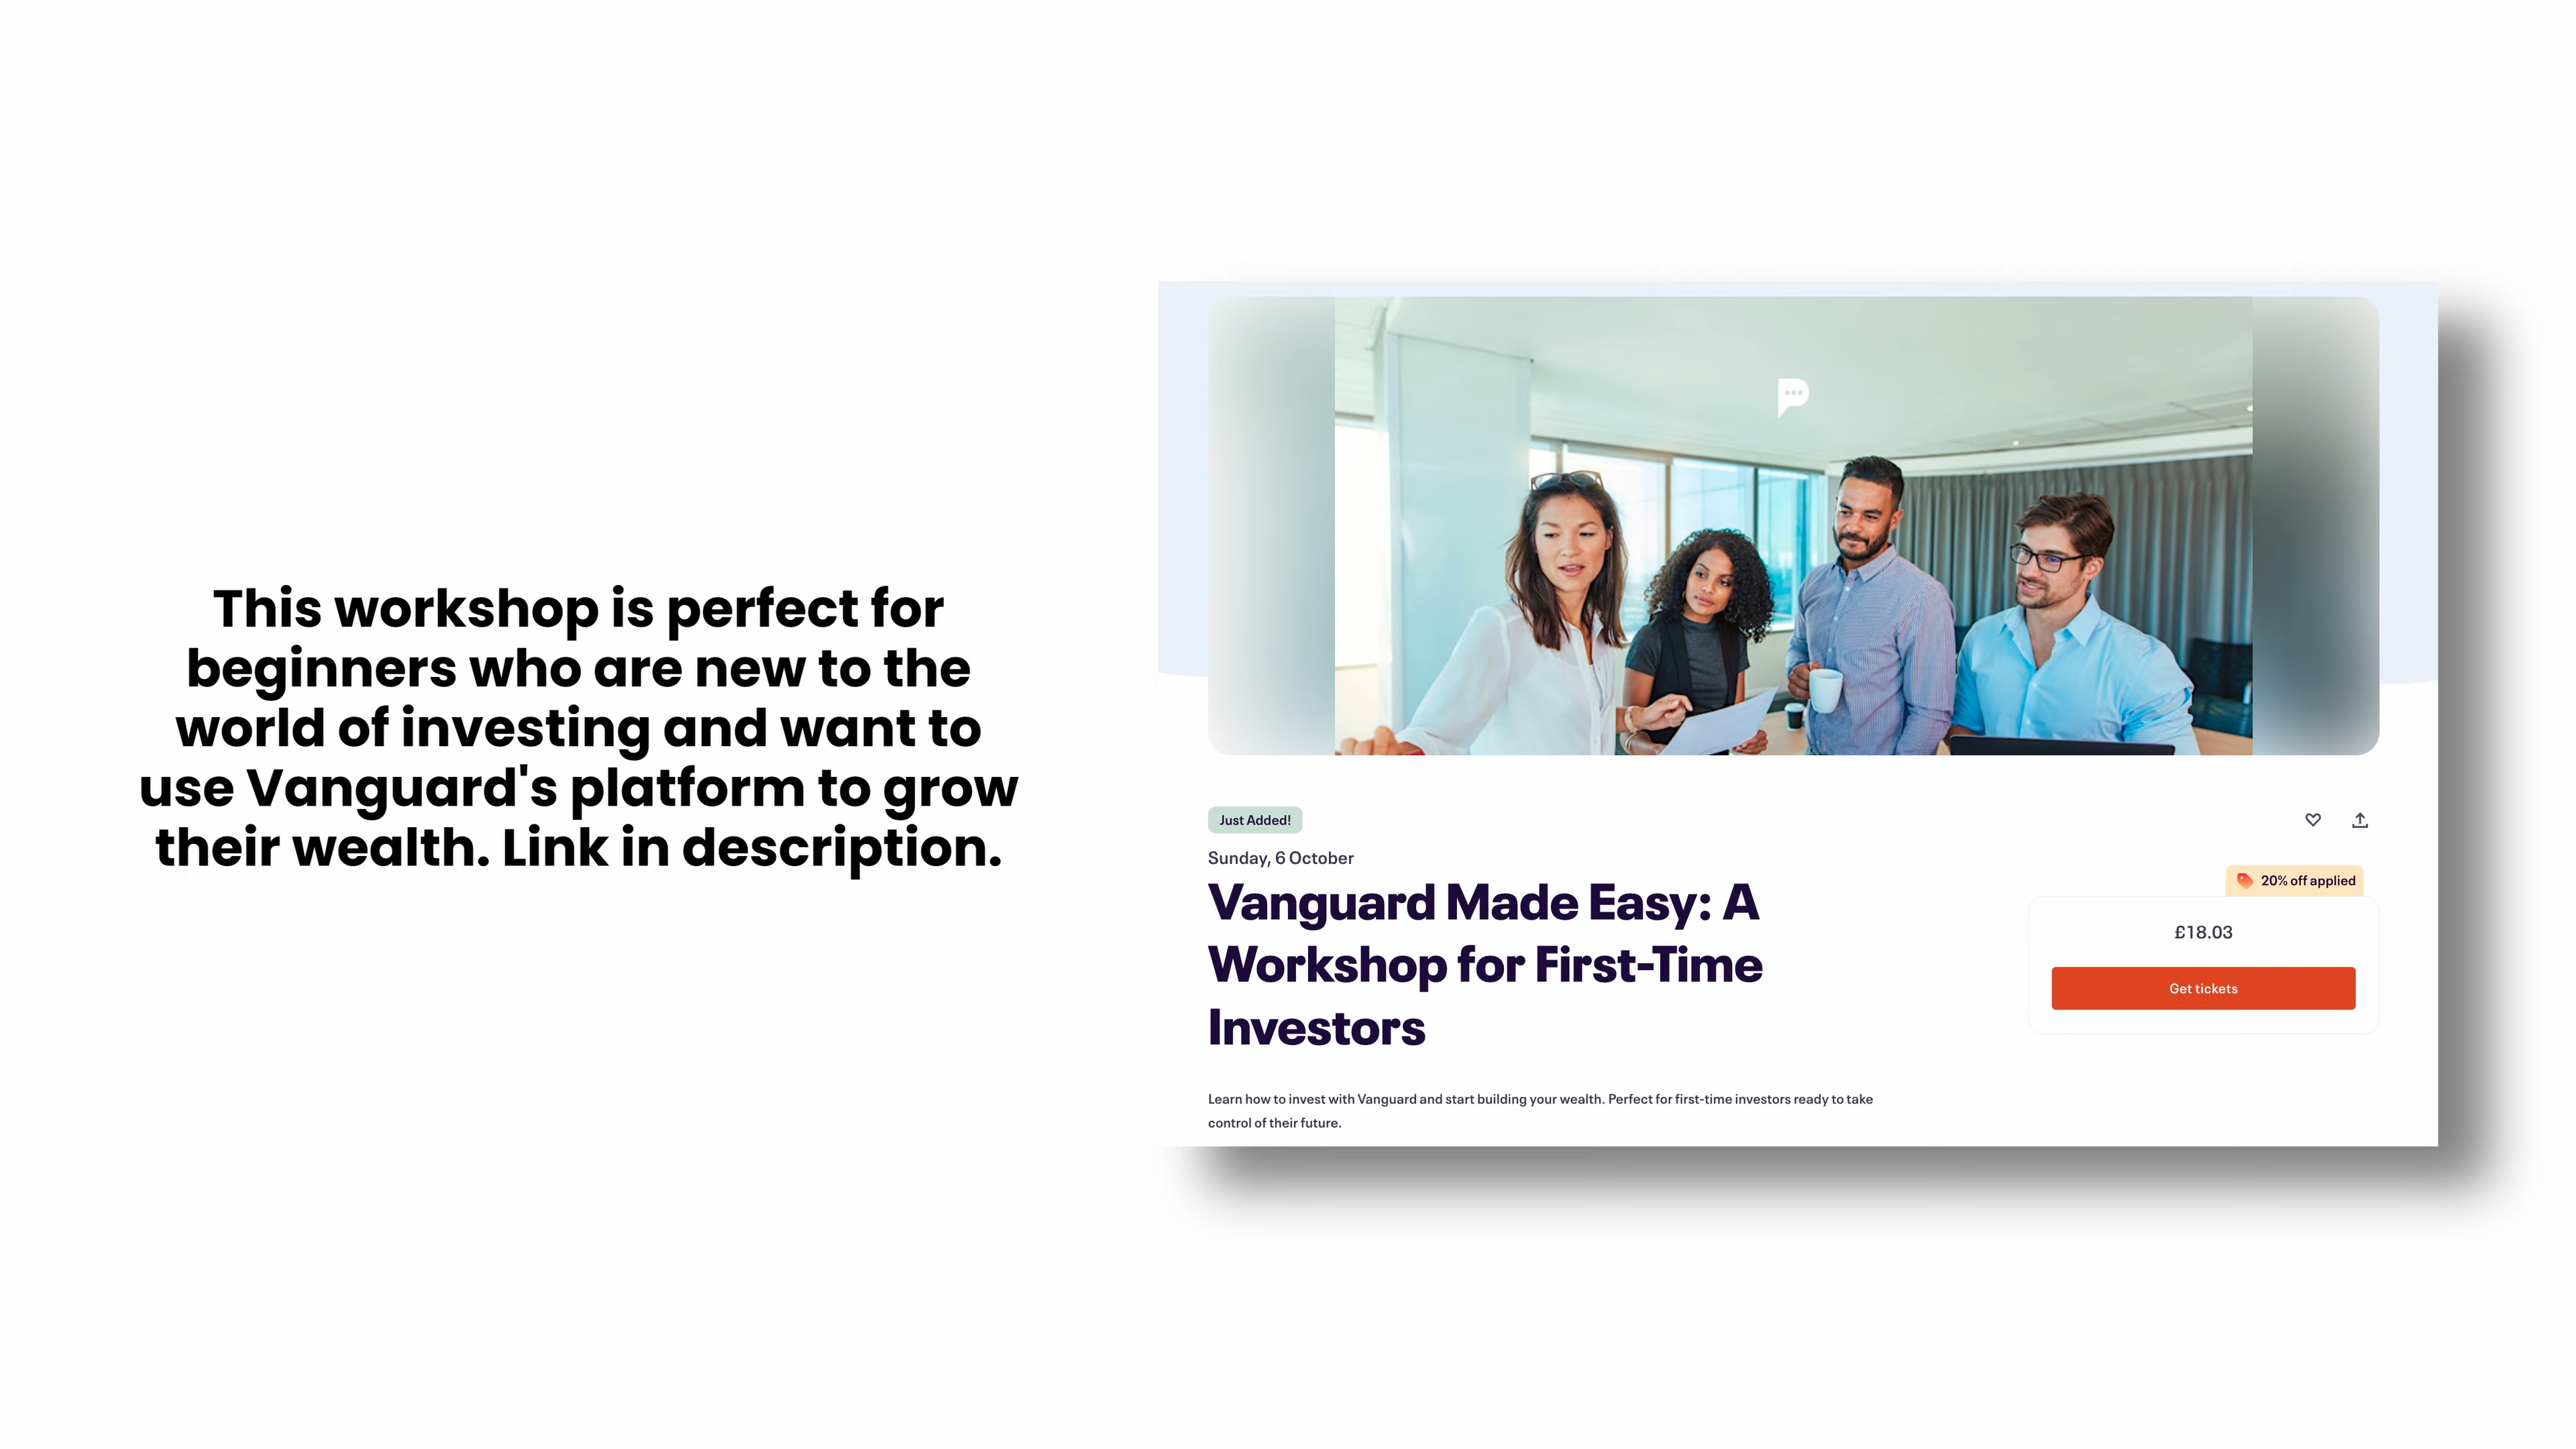 This workshop is perfect for
beginners who are new to the
world of investing and want to
use Vanguard's platform to grow
their wealth. Link in description.
Just Added!
Sunday, 6 October
Vanguard Made Easy: A
Workshop for First-Time
Investors
Learn how to invest with Vanguard and start building your wealth. Perfect for first-time investors ready to take
control of their future.
20% off applied
£18.03
Get tickets